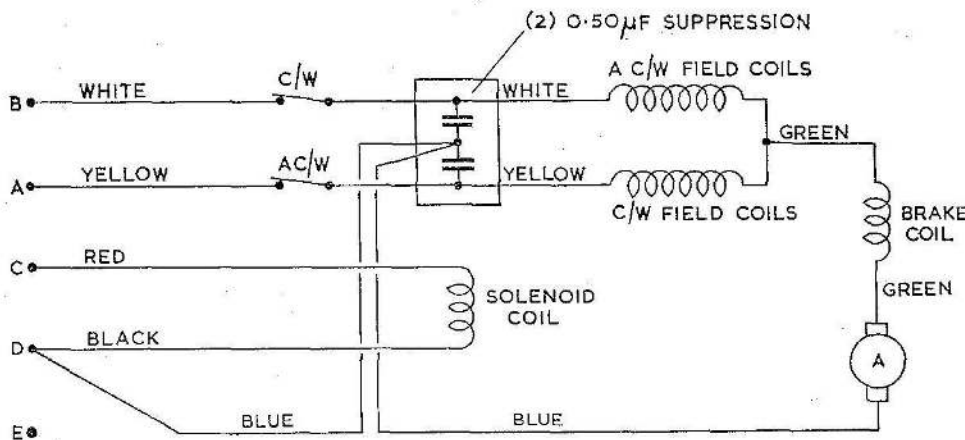 (2) 0·50µF SUPPRESSION
C/W
A C/W FIELD COILS
B
WHITE
WHITE
GREEN
AC/W
A
YELLOW
YELLOW
C/W FIELD COILS
BRAKE
COIL
C
RED
SOLENOID
COIL
GREEN
D
BLACK
A
E
BLUE
BLUE